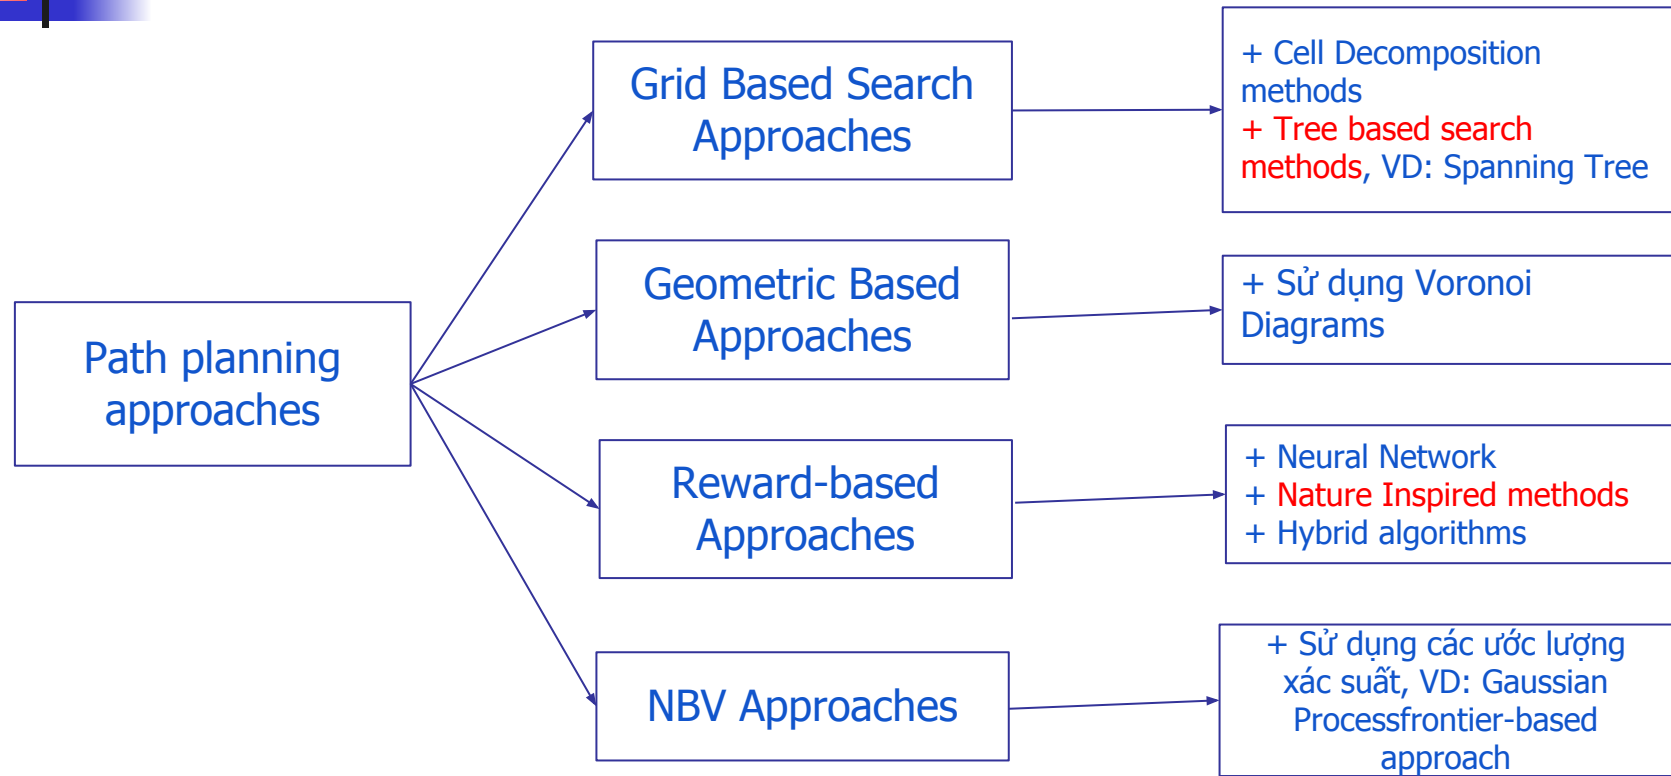 Path planning
approaches
Grid Based Search
Approaches
+ Cell Decomposition
methods
+ Tree based search
methods, VD: Spanning Tree
Geometric Based
Approaches
+ Sử dụng Voronoi
Diagrams
Reward-based
Approaches
+ Neural Network
+ Nature Inspired methods
+ Hybrid algorithms
NBV Approaches
+ Sử dụng các ước lượng
xác suất, VD: Gaussian
Processfrontier-based
approach